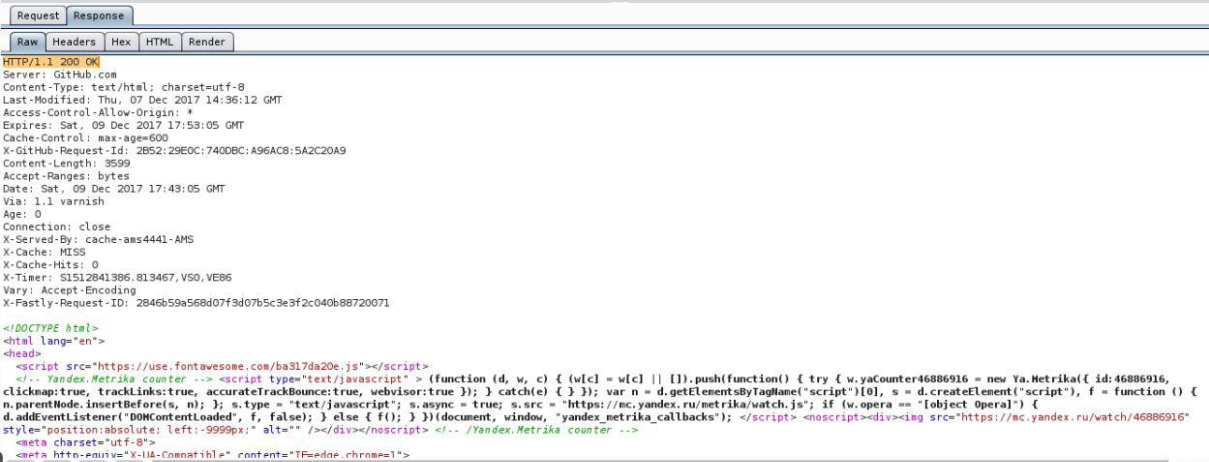 Request Response
Raw Headers Hex HTML Render
HTTP/1.1 200 OK
Server: GitHub.com
Content-Type: text/html; charset=utf-8
Last-Modified: Thu, 07 Dec 2017 14:36:12 GMT
Access-Control-Allow-Origin: *
Expires: Sat, 09 Dec 2017 17:53:05 GMT
Cache-Control: max-age=600
X-GitHub-Request-Id: 2B52:29E0C:740DBC:A96AC8:5A2C20A9
Content-Length: 3599
Accept-Ranges: bytes
Date: Sat, 09 Dec 2017 17:43:05 GMT
Via: 1.1 varnish
Age: 0
Connection: close
X-Served-By: cache-ams4441-AMS
X-Cache: MISS
X-Cache-Hits: 0
X-Timer: S1512841386.813467,VS0,VE86
Vary: Accept-Encoding
X-Fastly-Request-ID: 2846b59a568d07f3d07b5c3e3f2c040b88720071
<!DOCTYPE html>
<html lang="en">
<head>
<script src="https://use.fontawesome.com/ba317da20e.js"></script>
<!-- Yandex.Metrika counter --> <script type="text/javascript" > (function (d, w, c) { (w[c] = w[c] || []).push(function() { try { w.yaCounter46886916 = new Ya.Metrika({ id:46886916,
clickmap:true, trackLinks:true, accurateTrackBounce:true, webvisor:true }); } catch(e) { } }); var n = d.getElementsByTagName("script")[0], s = d.createElement("script"), f = function () {
n.parentNode.insertBefore(s, n); }; s.type = "text/javascript"; s.async = true; s.src = "https://mc.yandex.ru/metrika/watch.js"; if (w.opera == "[object Opera]") {
d.addEventListener("DOMContentLoaded", f, false); } else { f(); } })(document, window, "yandex_metrika_callbacks"); </script> <noscript><div><img src="https://mc.yandex.ru/watch/46886916"
style="position:absolute; left:-9999px;" alt="" /></div></noscript> <!-- /Yandex.Metrika counter -->
<meta charset="utf-8">
<meta http-equiv="X-UA-Compatible" content="IE=edge,chrome=1">